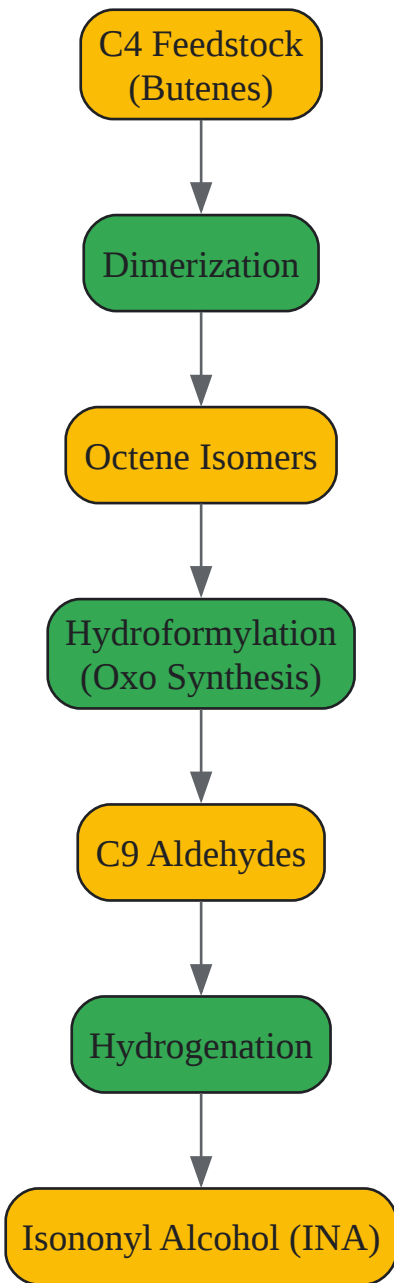 C4 Feedstock
(Butenes)
Dimerization
Octene Isomers
Hydroformylation
(Oxo Synthesis)
C9 Aldehydes
Hydrogenation
Isononyl Alcohol (INA)